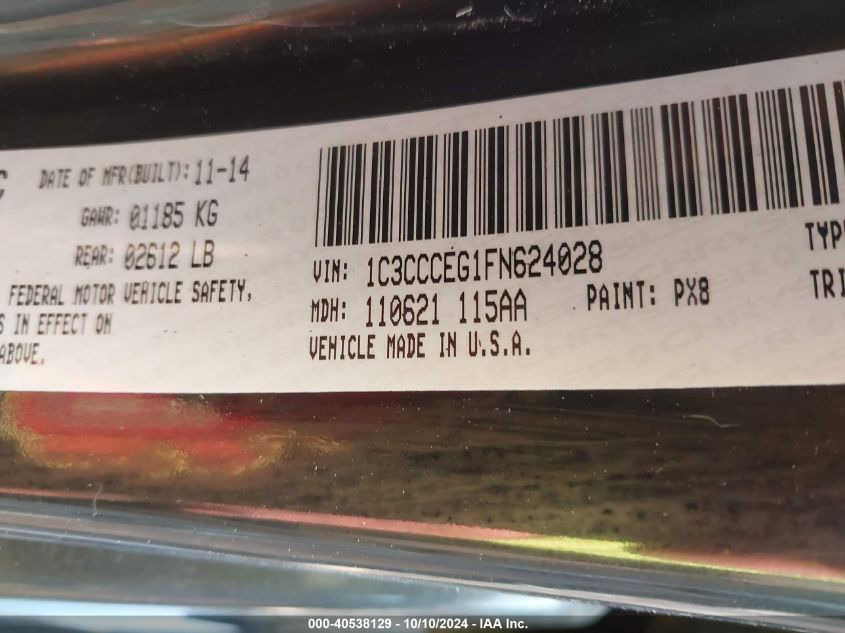 C DATE OF MFR(BUILT): 11-14
GAWR: 01185 KG
REAR: 02612 LB
FEDERAL MOTOR VEHICLE SAFETY,
S IN EFFECT ON
ABOVE.
VIN: 1C3CCCEG1FN624028
MDH: 110621 115AA PAINT: PX8
VEHICLE MADE IN U.S.A.
TYP
TRI
000-40538129 - 10/10/2024 - IAA Inc.